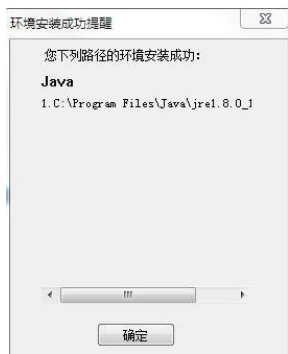 环境安装成功提醒
您下列路径的环境安装成功：
Java
1.C:\Program Files\Java\jre1.8.0_1
确定